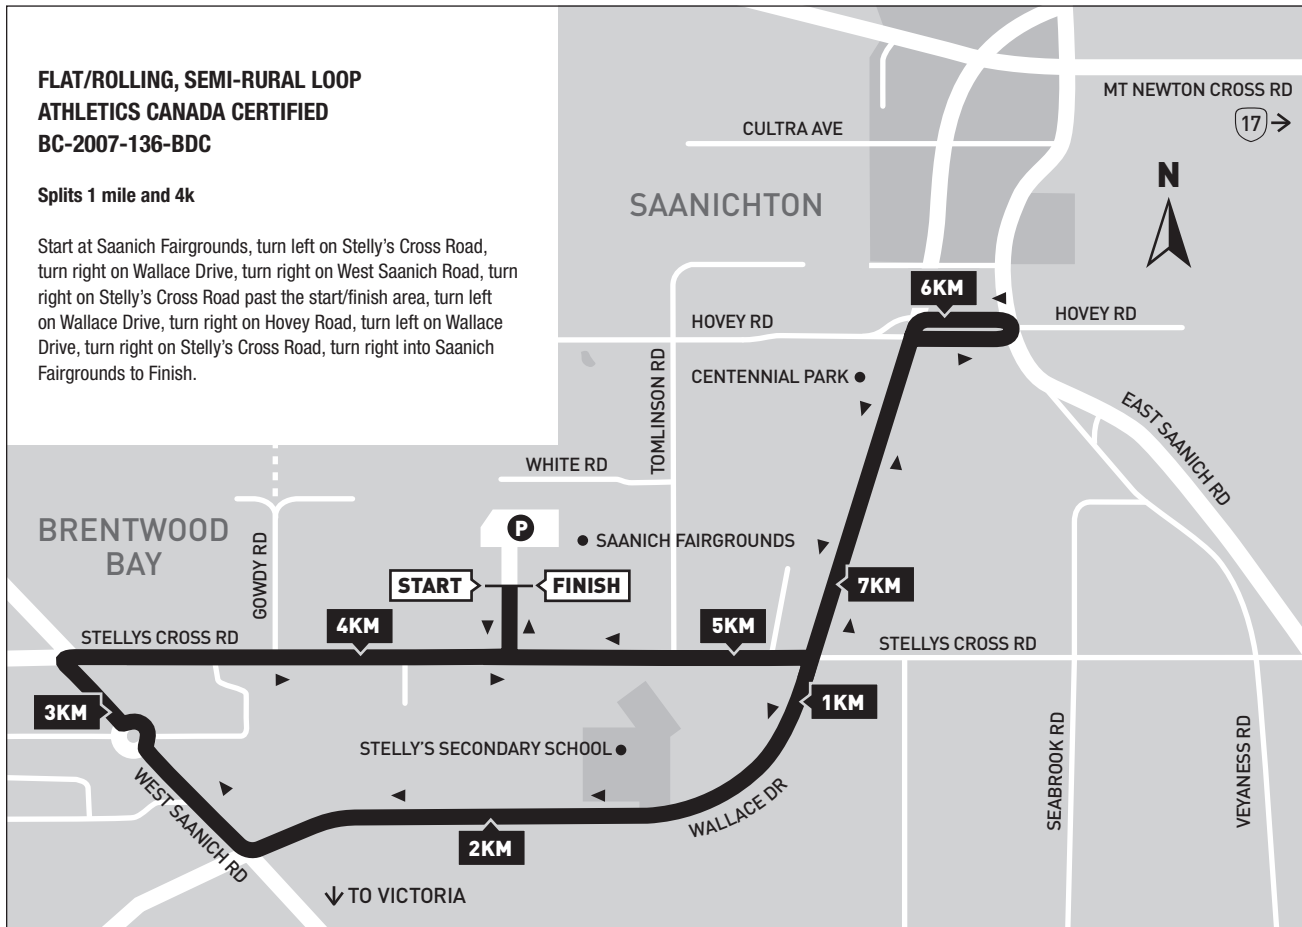 FLAT/ROLLING, SEMI-RURAL LOOP
ATHLETICS CANADA CERTIFIED
BC-2007-136-BDC
Splits 1 mile and 4k
Start at Saanich Fairgrounds, turn left on Stelly's Cross Road,
turn right on Wallace Drive, turn right on West Saanich Road, turn
right on Stelly's Cross Road past the start/finish area, turn left
on Wallace Drive, turn right on Hovey Road, turn left on Wallace
Drive, turn right on Stelly's Cross Road, turn right into Saanich
Fairgrounds to Finish.
MT NEWTON CROSS RD
17
CULTRA AVE
N
SAANICHTON
6KM
HOVEY RD
HOVEY RD
TOMLINSON RD
CENTENNIAL PARK
EAST SAANICH RD
WHITE RD
BRENTWOOD
BAY
P
SAANICH FAIRGROUNDS
GOWDY RD
START
FINISH
7KM
STELLYS CROSS RD
4KM
5KM
STELLYS CROSS RD
3KM
1KM
STELLY'S SECONDARY SCHOOL
SEABROOK RD
VEYANESS RD
WEST SAANICH RD
WALLACE DR
2KM
TO VICTORIA